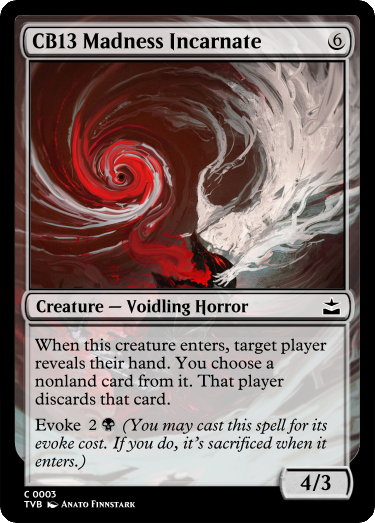 CB13 Madness Incarnate 6
Creature — Voidling Horror
When this creature enters, target player
reveals their hand. You choose a
nonland card from it. That player
discards that card.
Evoke 2 (You may cast this spell for its
evoke cost. If you do, it's sacrificed when it
enters.)
4/3
C 0003
TVB Anato Finnstark